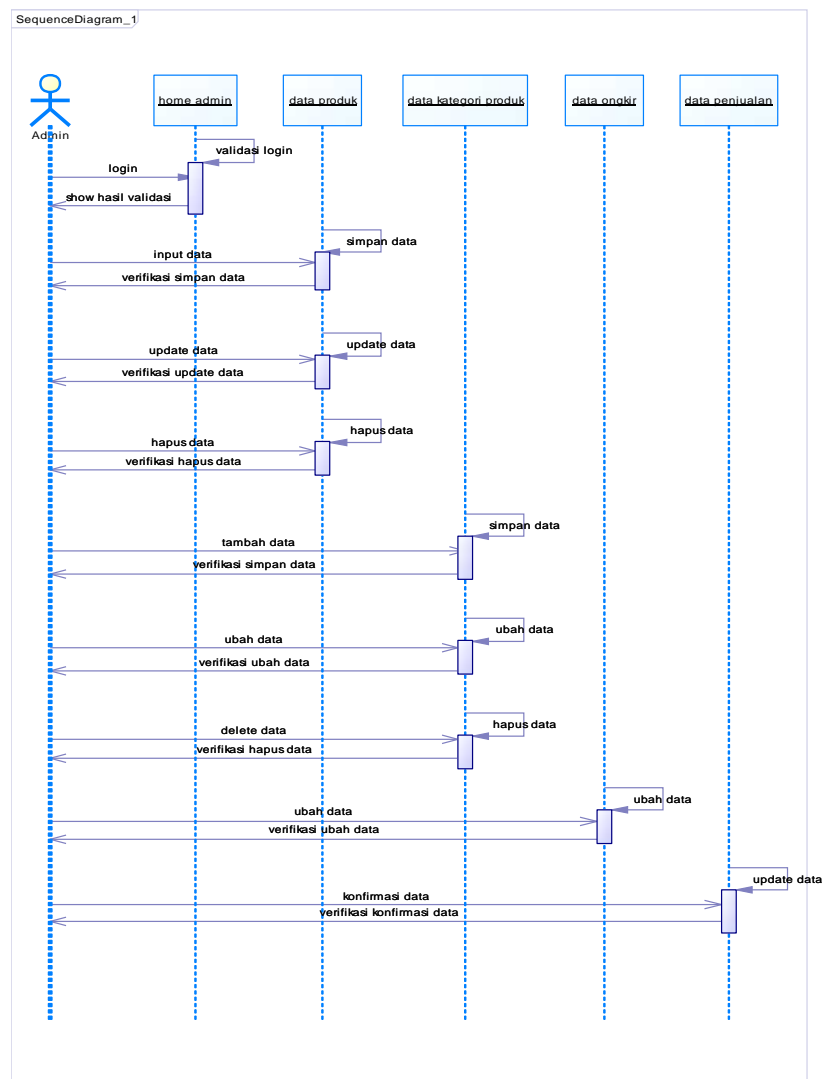 SequenceDiagram_1
Admin
home admin
data produk
data kategori produk
data ongkir
data penjualan
validasi login
login
show hasil validasi
simpan data
input data
verifikasi simpan data
update data
update data
verifikasi update data
hapus data
hapus data
verifikasi hapus data
simpan data
tambah data
verifikasi simpan data
ubah data
ubah data
verifikasi ubah data
hapus data
delete data
verifikasi hapus data
ubah data
ubah data
verifikasi ubah data
update data
konfirmasi data
verifikasi konfirmasi data